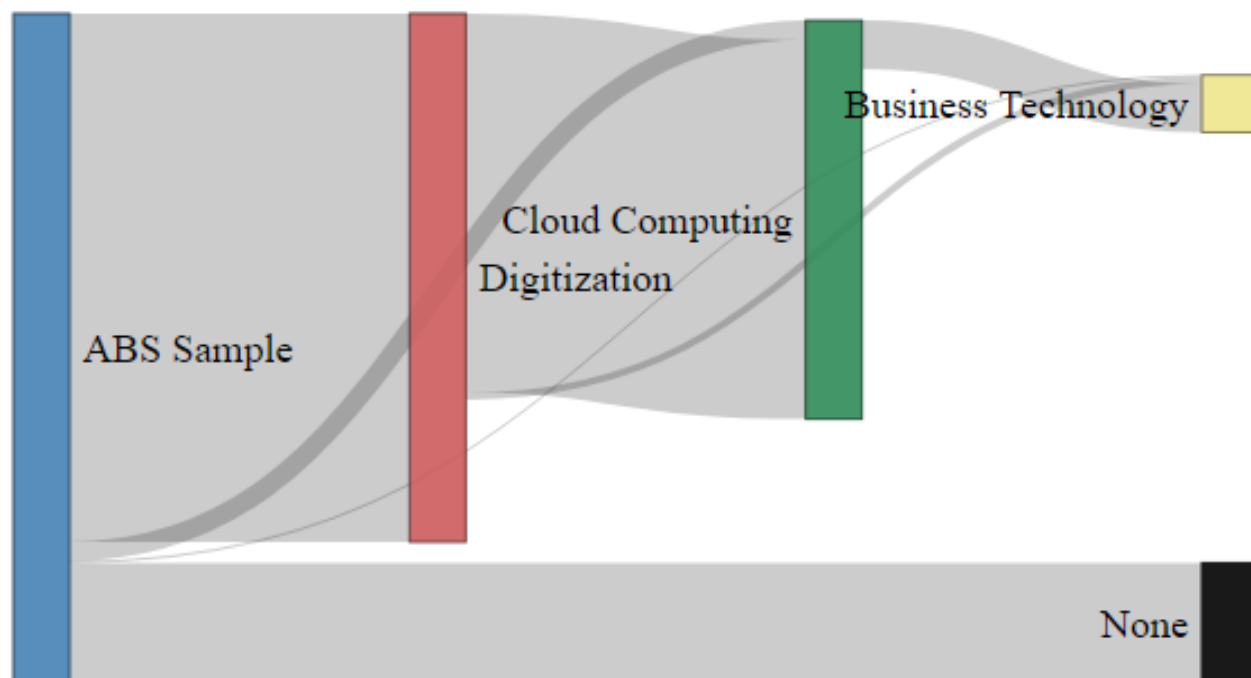 Business Technology
Cloud Computing
Digitization
ABS Sample
None